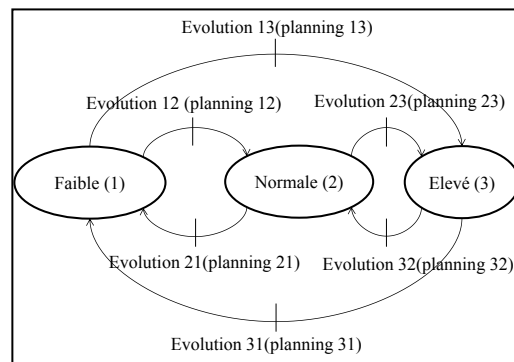 Evolution 13(planning 13)
Evolution 12 (planning 12)
Evolution 23(planning 23)
Faible (1)
Normale (2)
Elevé (3)
Evolution 21(planning 21)
Evolution 32(planning 32)
Evolution 31(planning 31)